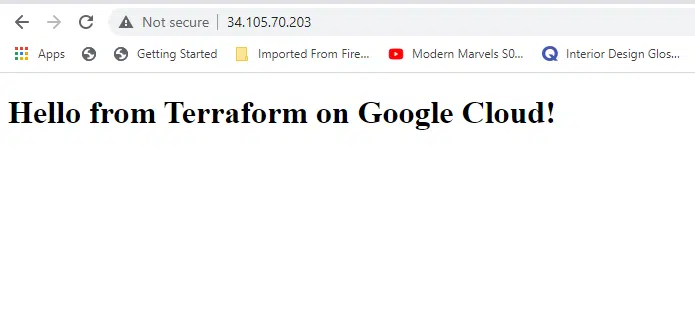 Not secure | 34.105.70.203
Apps Getting Started Imported From Fire... Modern Marvels S0... Interior Design Glos...
Hello from Terraform on Google Cloud!